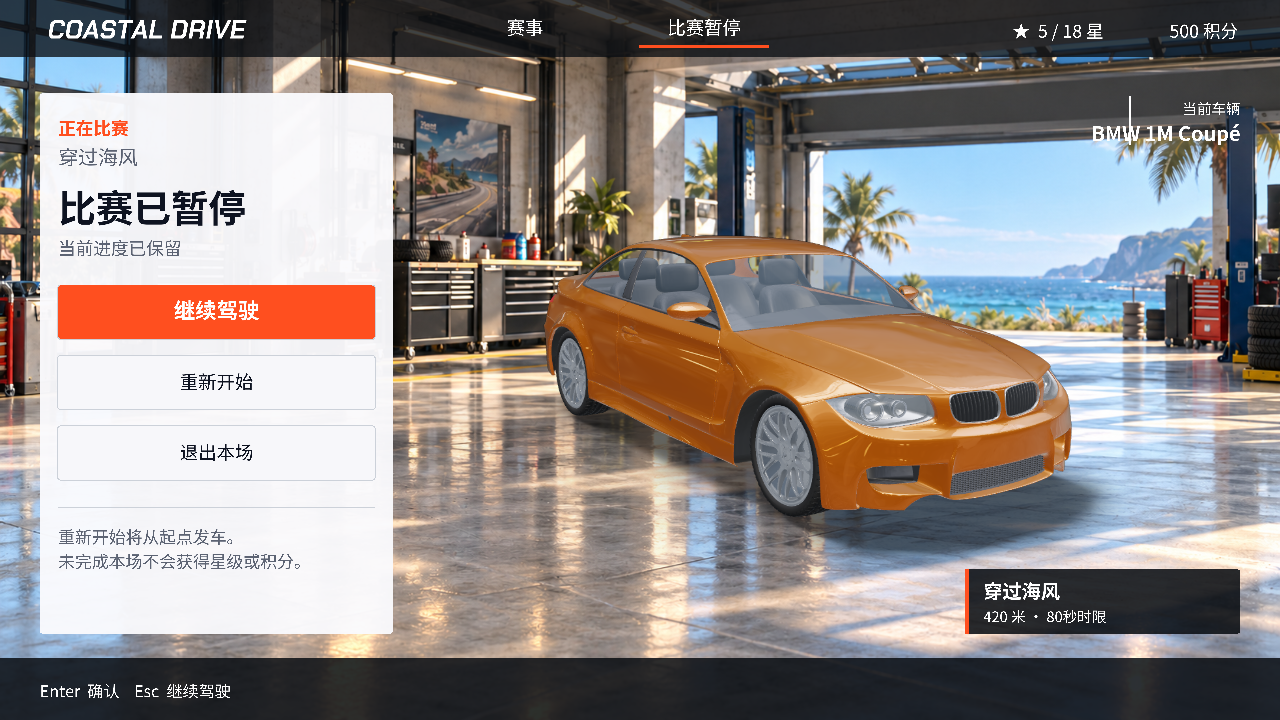 COASTAL DRIVE
赛事
比赛暂停
★ 5 / 18 星
500 积分
当前车辆
BMW 1M Coupé
正在比赛
穿过海风
比赛已暂停
当前进度已保留
继续驾驶
重新开始
退出本场
重新开始将从起点发车。
未完成本场不会获得星级或积分。
穿过海风
420 米 · 80秒时限
Enter 确认 Esc 继续驾驶